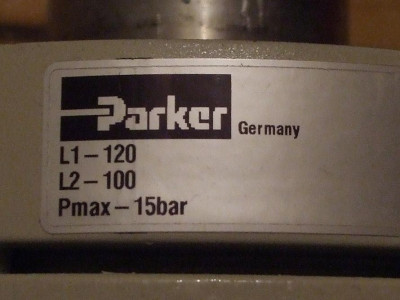 Parker Germany
L1-120
L2-100
Pmax-15bar